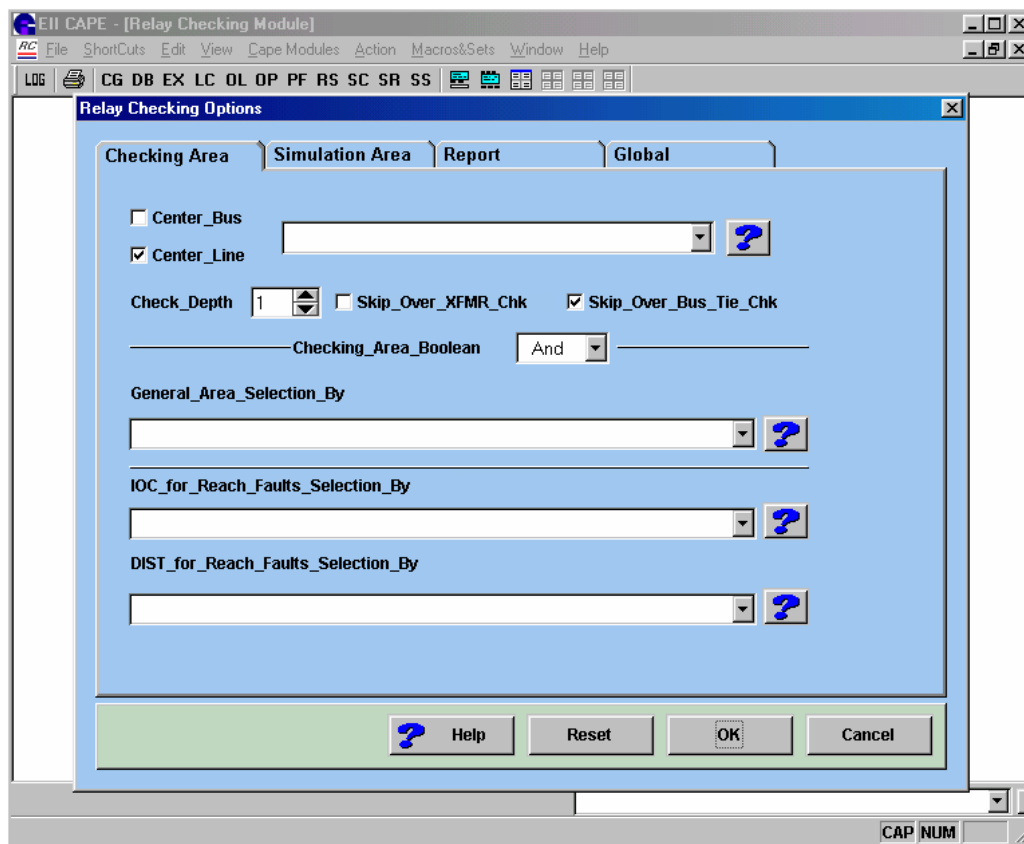 EII CAPE - [Relay Checking Module]
RC File ShortCuts Edit View Cape Modules Action Macros&Sets Window Help
LOG CG DB EX LC OL OP PF RS SC SR SS
Relay Checking Options
Checking Area Simulation Area Report Global
Center_Bus
Center_Line
Check_Depth 1 Skip_Over_XFMR_Chk Skip_Over_Bus_Tie_Chk
Checking_Area_Boolean And
General_Area_Selection_By
IOC_for_Reach_Faults_Selection_By
DIST_for_Reach_Faults_Selection_By
Help Reset OK Cancel
CAP NUM